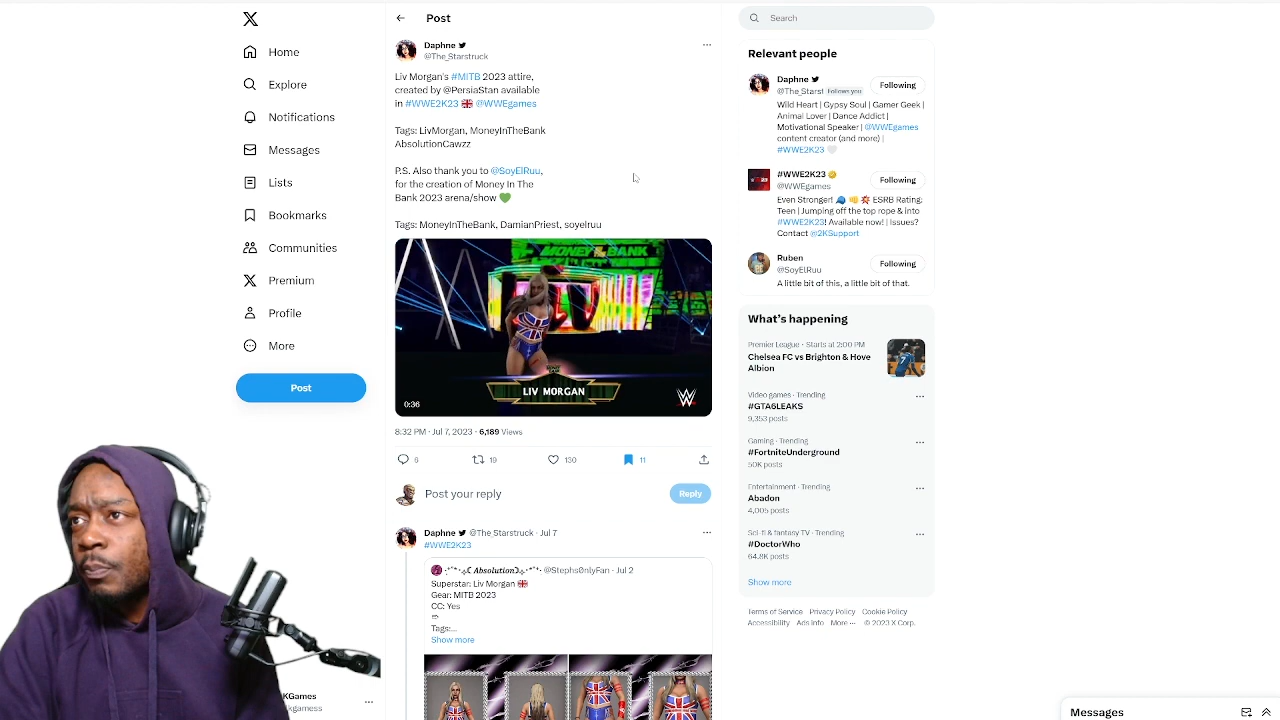 Home
Explore
Notifications
Messages
Lists
Bookmarks
Communities
Premium
Profile
More
Post
KGames
kgamess
Post
Daphne
@The_Starstruck
Liv Morgan's #MITB 2023 attire,
created by @PersiaStan available
in #WWE2K23 🇬🇧 @WWEgames
Tags: LivMorgan, MoneyInTheBank
AbsolutionCawzz
P.S. Also thank you to @SoyElRuu,
for the creation of Money In The
Bank 2023 arena/show 💚
Tags: MoneyInTheBank, DamianPriest, soyelruu
MONEY BANK
LIV MORGAN
0:36
8:32 PM · Jul 7, 2023 · 6,189 Views
6 19 130 11
Post your reply
Reply
Daphne @The_Starstruck · Jul 7
#WWE2K23
Absolution @Stephs0nlyFan · Jul 2
Superstar: Liv Morgan 🇬🇧
Gear: MITB 2023
CC: Yes
Tags:...
Show more
Search
Relevant people
Daphne
@The_Starst Follows you
Following
Wild Heart | Gypsy Soul | Gamer Geek |
Animal Lover | Dance Addict |
Motivational Speaker | @WWEgames
content creator (and more) |
#WWE2K23 🤍
#WWE2K23
@WWEgames
Following
Even Stronger! ESRB Rating:
Teen | Jumping off the top rope & into
#WWE2K23! Available now! | Issues?
Contact @2KSupport
Ruben
@SoyElRuu
Following
A little bit of this, a little bit of that.
What's happening
Premier League · Starts at 2:00 PM
Chelsea FC vs Brighton & Hove
Albion
Video games · Trending
#GTA6LEAKS
9,353 posts
Gaming · Trending
#FortniteUnderground
50K posts
Entertainment · Trending
Abadon
4,005 posts
Sci-fi & fantasy TV · Trending
#DoctorWho
64.8K posts
Show more
Terms of Service Privacy Policy Cookie Policy
Accessibility Ads info More ··· © 2023 X Corp.
Messages